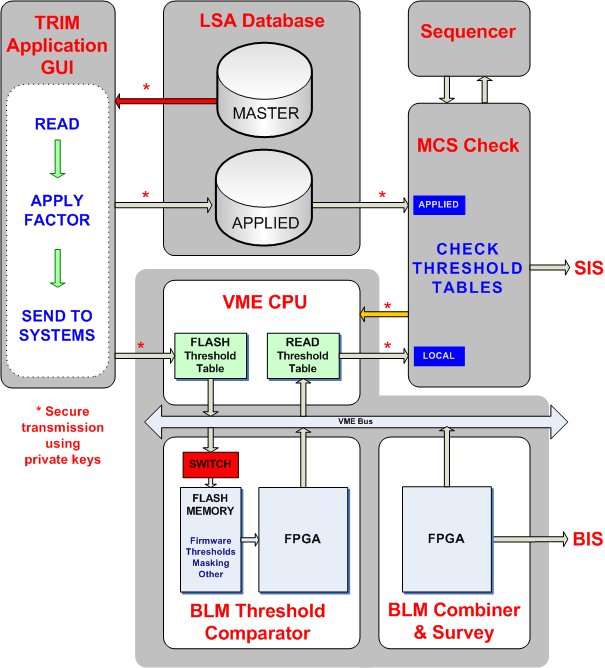 TRIM
Application
GUI
READ
APPLY
FACTOR
SEND TO
SYSTEMS
* Secure
transmission
using
private keys
LSA Database
*
MASTER
*
APPLIED
*
Sequencer
MCS Check
APPLIED
CHECK
THRESHOLD
TABLES
LOCAL
SIS
VME CPU
*
*
FLASH
Threshold
Table
READ
Threshold
Table
*
VME Bus
SWITCH
FLASH
MEMORY
Firmware
Thresholds
Masking
Other
FPGA
BLM Threshold
Comparator
FPGA
BIS
BLM Combiner
& Survey